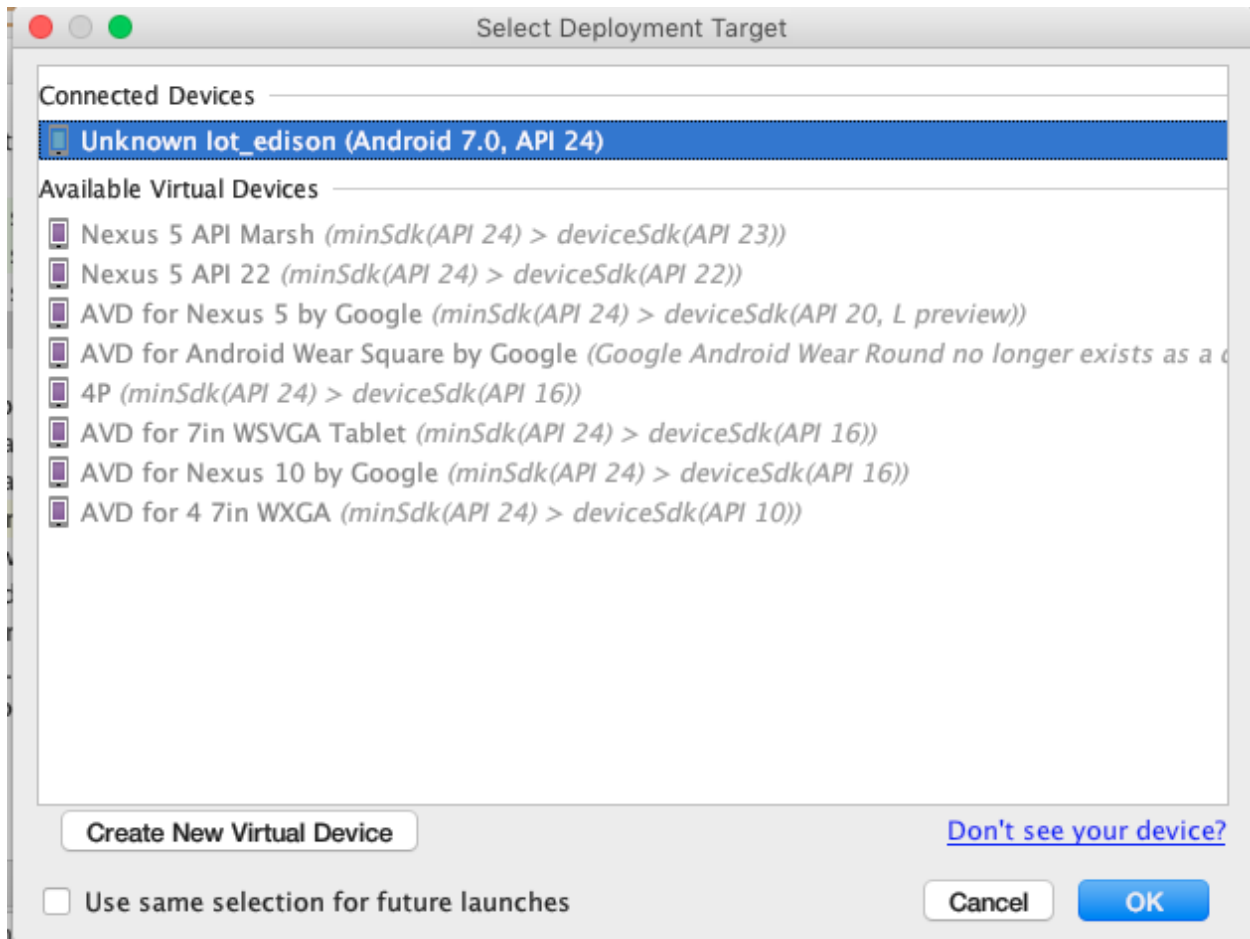 Select Deployment Target
Connected Devices
Unknown Iot_edison (Android 7.0, API 24)
Available Virtual Devices
Nexus 5 API Marsh (minSdk(API 24) > deviceSdk(API 23))
Nexus 5 API 22 (minSdk(API 24) > deviceSdk(API 22))
AVD for Nexus 5 by Google (minSdk(API 24) > deviceSdk(API 20, L preview))
AVD for Android Wear Square by Google (Google Android Wear Round no longer exists as a
4P (minSdk(API 24) > deviceSdk(API 16))
AVD for 7in WSVGA Tablet (minSdk(API 24) > deviceSdk(API 16))
AVD for Nexus 10 by Google (minSdk(API 24) > deviceSdk(API 16))
AVD for 4 7in WXGA (minSdk(API 24) > deviceSdk(API 10))
Create New Virtual Device
Don't see your device?
Use same selection for future launches
Cancel
OK